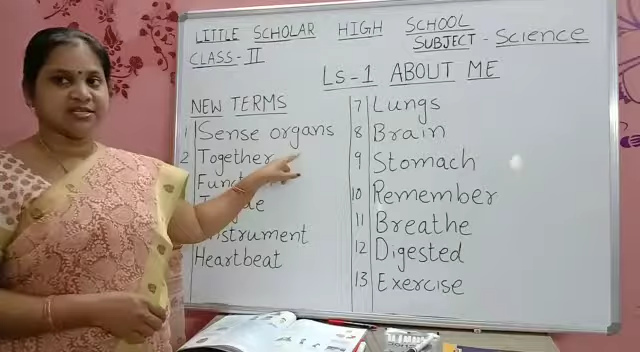 LITTLE SCHOLAR HIGH SCHOOL
CLASS-II SUBJECT - Science
Ls-1 ABOUT ME
NEW TERMS
1 Sense organs
2 Together
Heartbeat
7 Lungs
8 Brain
9 Stomach
10 Remember
11 Breathe
12 Digested
13 Exercise